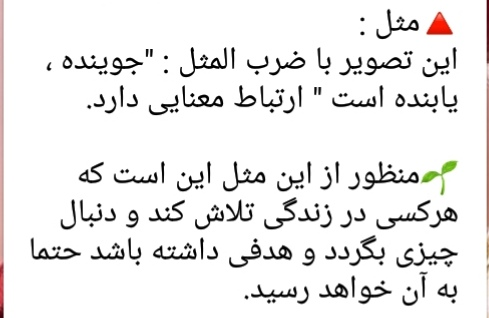 🔺مثل :
این تصویر با ضرب المثل : "جوینده ،
یابنده است " ارتباط معنایی دارد.
🌱منظور از این مثل این است که
هرکسی در زندگی تلاش کند و دنبال
چیزی بگردد و هدفی داشته باشد حتما
به آن خواهد رسید.